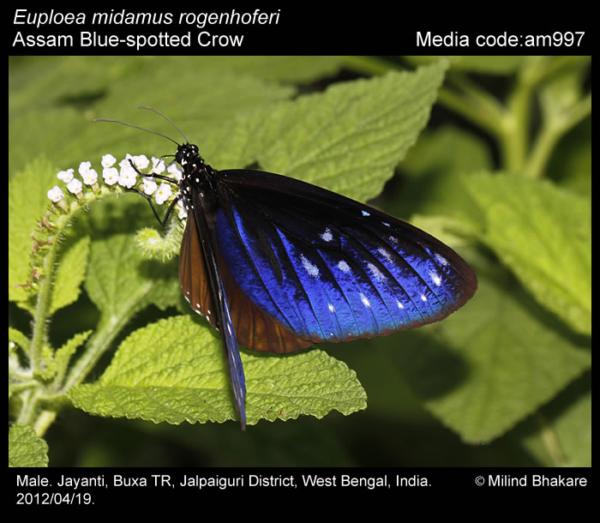 Euploea midamus rogenhoferi
Assam Blue-spotted Crow
Media code:am997
Male. Jayanti, Buxa TR, Jalpaiguri District, West Bengal, India.
© Milind Bhakare
2012/04/19.